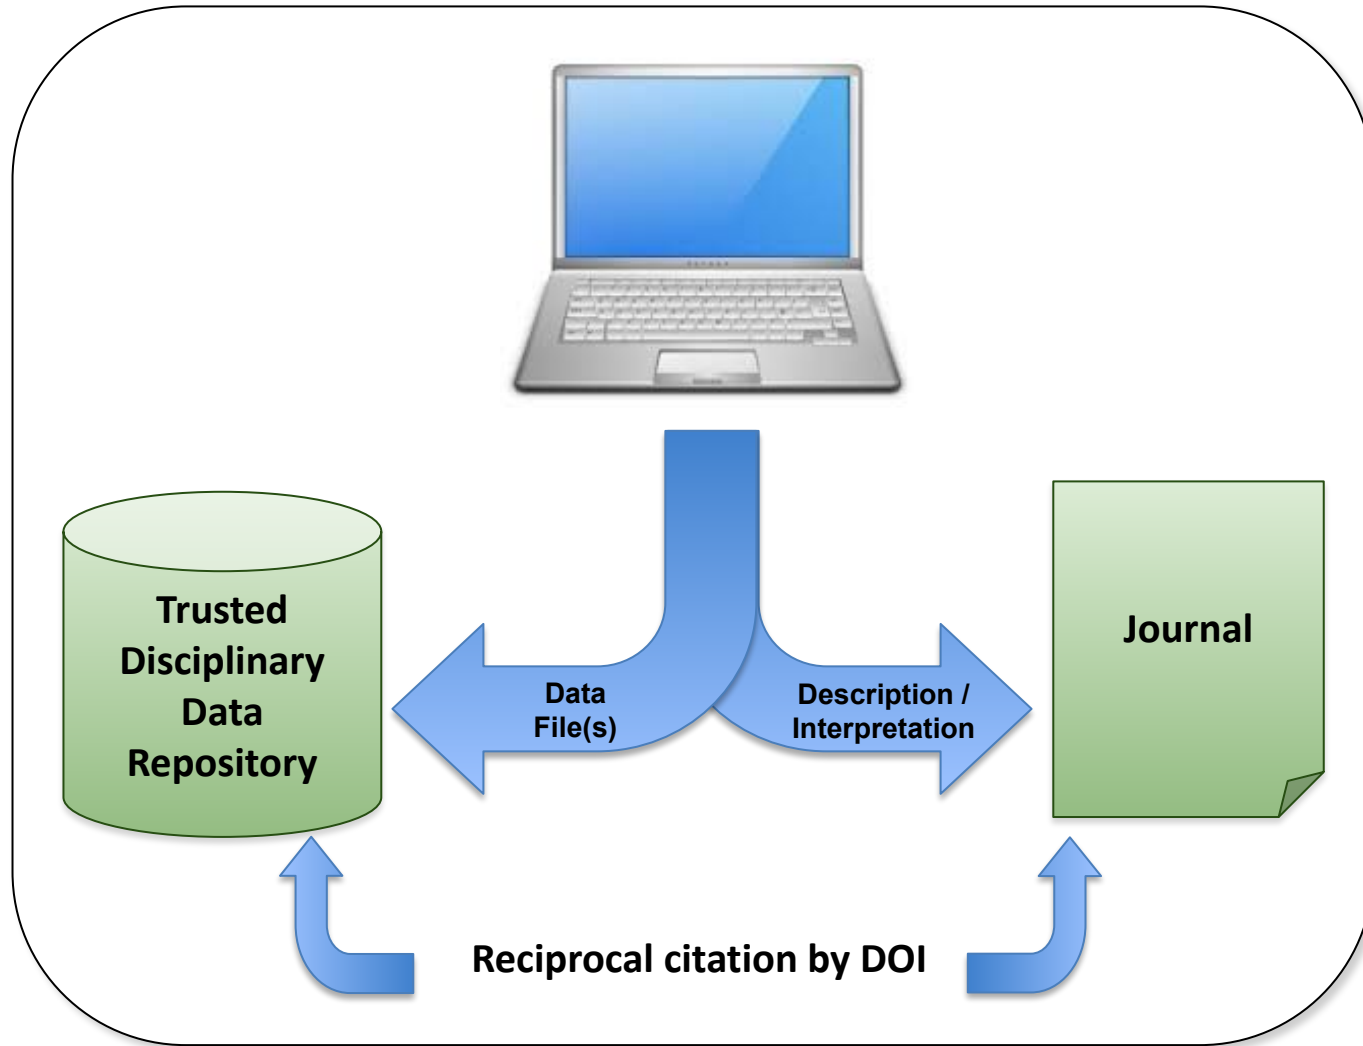 Trusted
Disciplinary
Data
Repository
Data
File(s)
Description /
Interpretation
Journal
Reciprocal citation by DOI